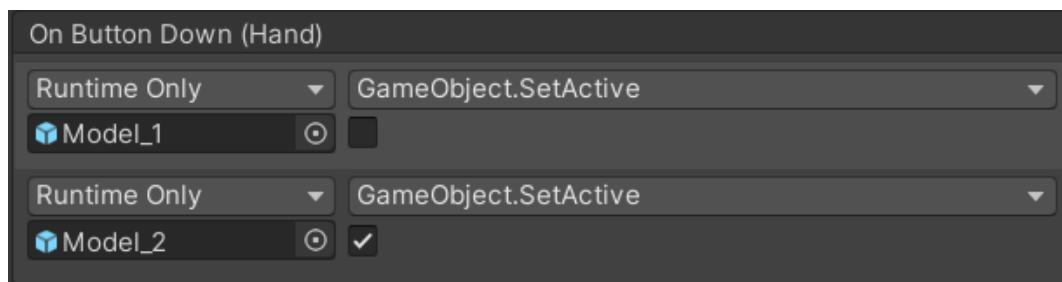 On Button Down (Hand)
Runtime Only GameObject.SetActive
Model_1
Runtime Only GameObject.SetActive
Model_2